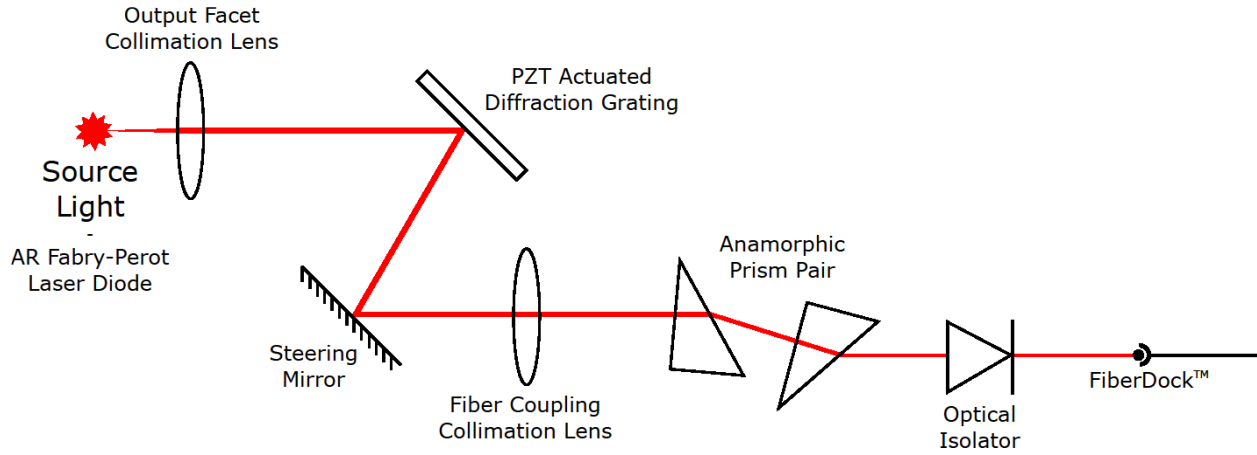 Output Facet
Collimation Lens
PZT Actuated
Diffraction Grating
Source
Light
-
AR Fabry-Perot
Laser Diode
Steering
Mirror
Fiber Coupling
Collimation Lens
Anamorphic
Prism Pair
Optical
Isolator
FiberDock™